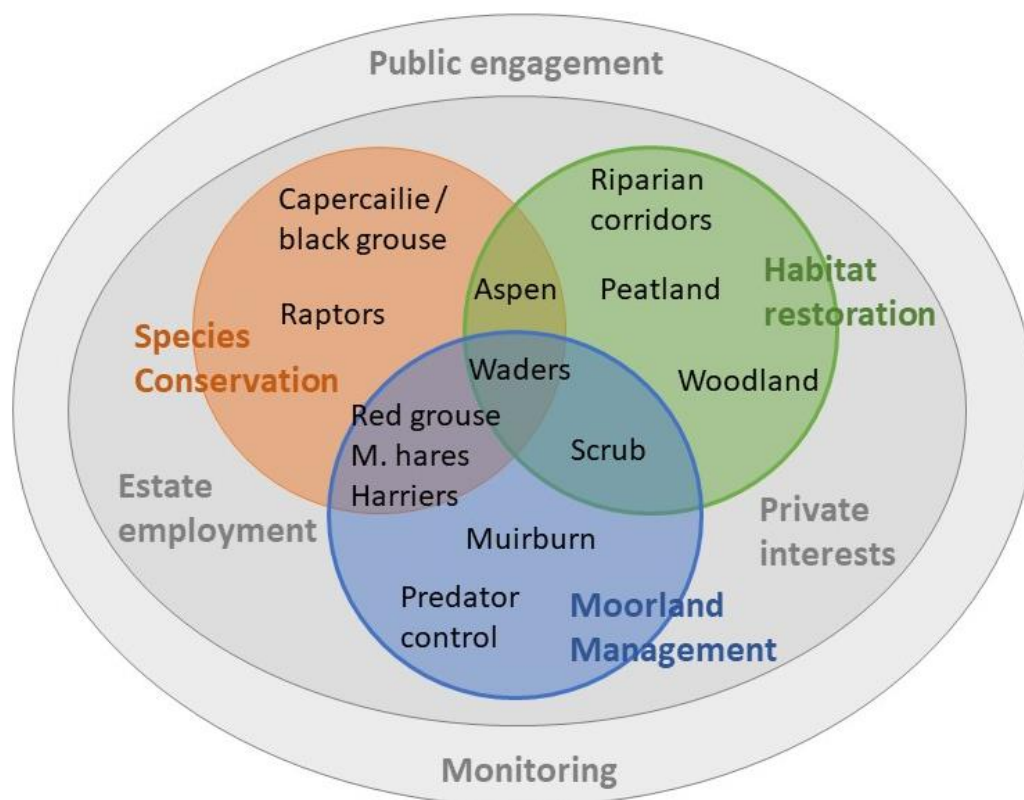 Public engagement
Capercailie /
black grouse
Raptors
Species
Conservation
Riparian
corridors
Aspen
Peatland
Habitat
restoration
Woodland
Waders
Red grouse
M. hares
Harriers
Scrub
Estate
employment
Muirburn
Private
interests
Predator
control
Moorland
Management
Monitoring